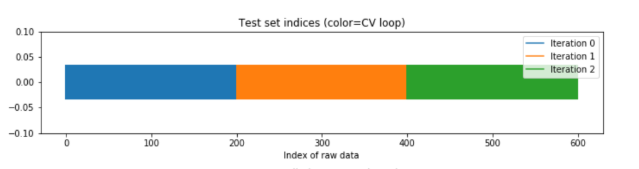 Test set indices (color=CV loop)
0.10
0.05
0.00
−0.05
−0.10
Iteration 0
Iteration 1
Iteration 2
0 100 200 300 400 500 600
Index of raw data